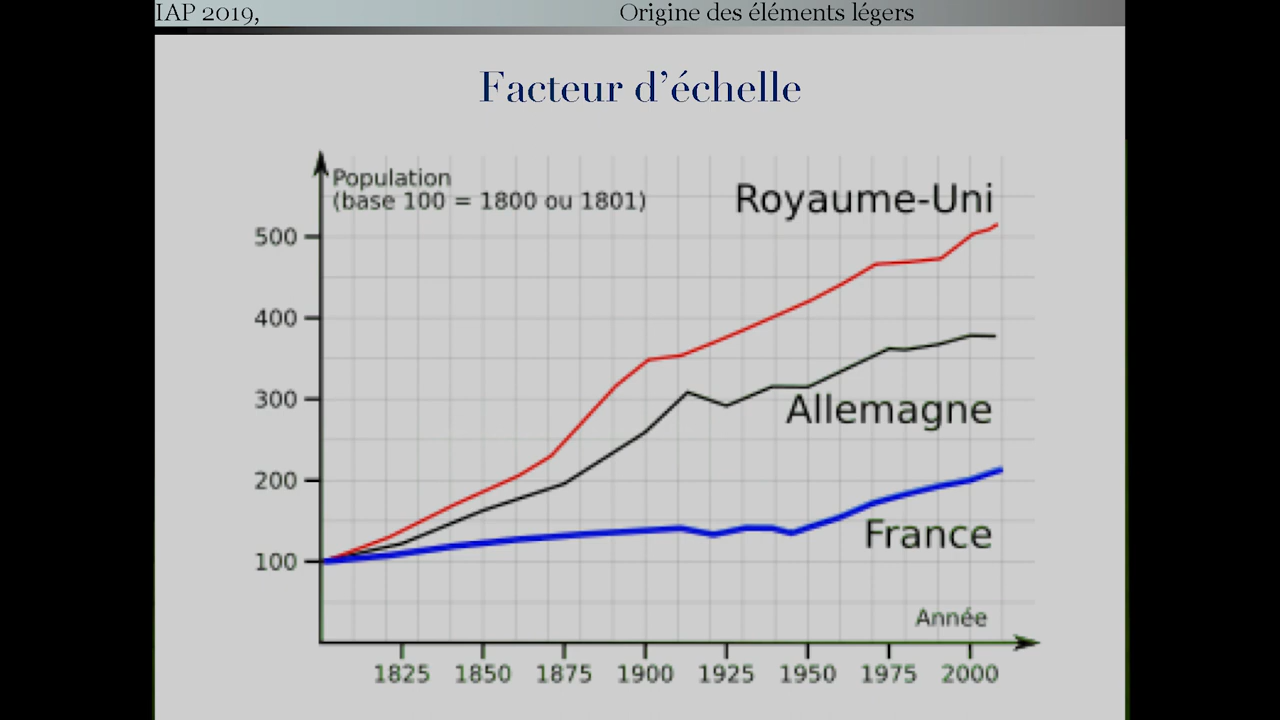 IAP 2019, Origine des éléments légers
Facteur d'échelle
Population
(base 100 = 1800 ou 1801)
Royaume-Uni
500
400
300
Allemagne
200
France
100
Année
1825 1850 1875 1900 1925 1950 1975 2000